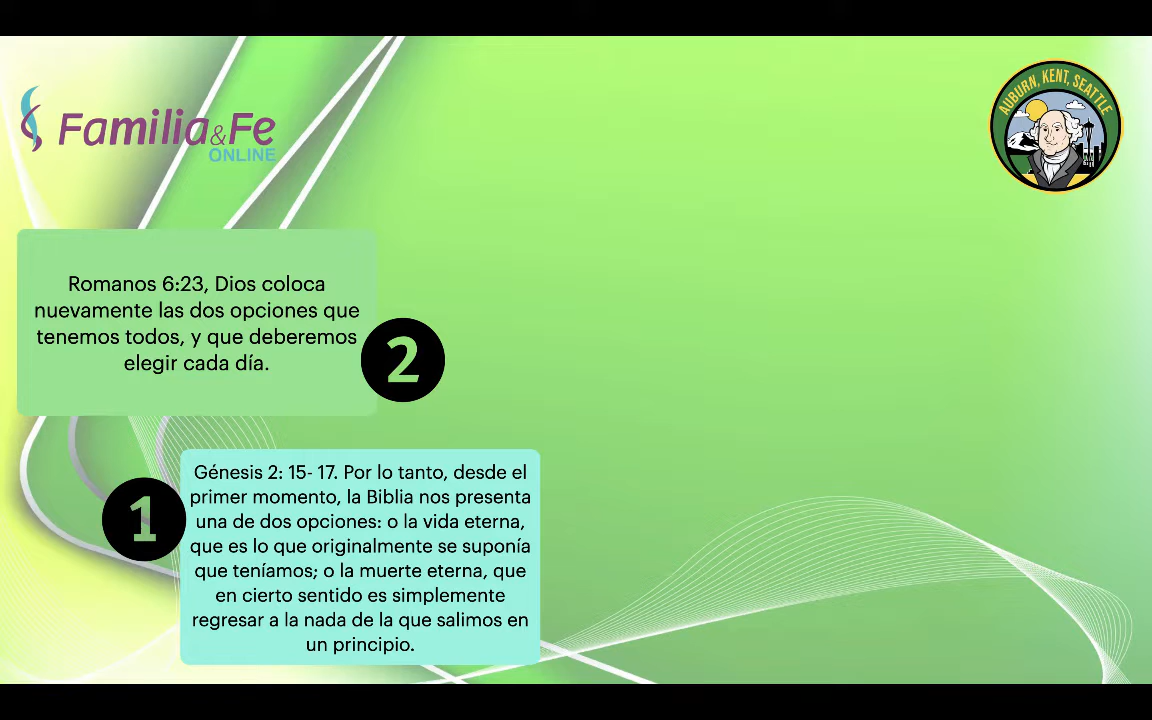 Familia&Fe
ONLINE
AUBURN, KENT, SEATTLE
Romanos 6:23, Dios coloca
nuevamente las dos opciones que
tenemos todos, y que deberemos
elegir cada día.
2
1
Génesis 2: 15- 17. Por lo tanto, desde el
primer momento, la Biblia nos presenta
una de dos opciones: o la vida eterna,
que es lo que originalmente se suponía
que teníamos; o la muerte eterna, que
en cierto sentido es simplemente
regresar a la nada de la que salimos en
un principio.